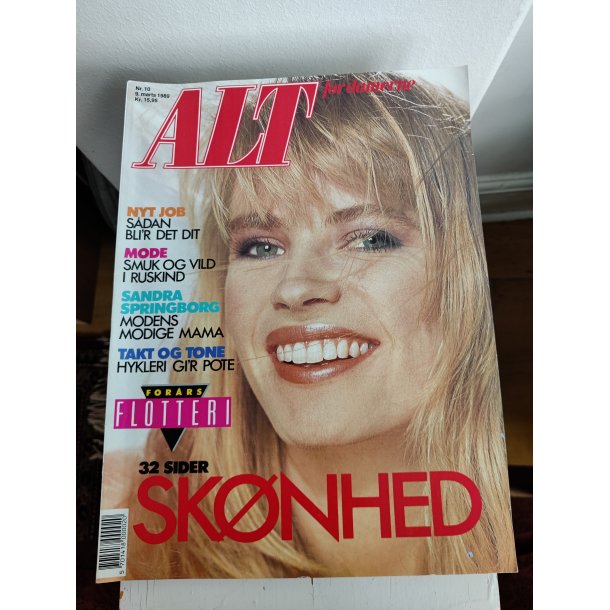 Nr. 10
9. marts 1989
Kr. 15,95
ALT for damerne
NYT JOB
SÅDAN
BLI'R DET DIT
MODE
SMUK OG VILD
I RUSKIND
SANDRA
SPRINGBORG
MODENS
MODIGE MAMA
TAKT OG TONE
HYKLERI GI'R POTE
FORÅRS
FLOTTERI
32 SIDER
SKØNHED